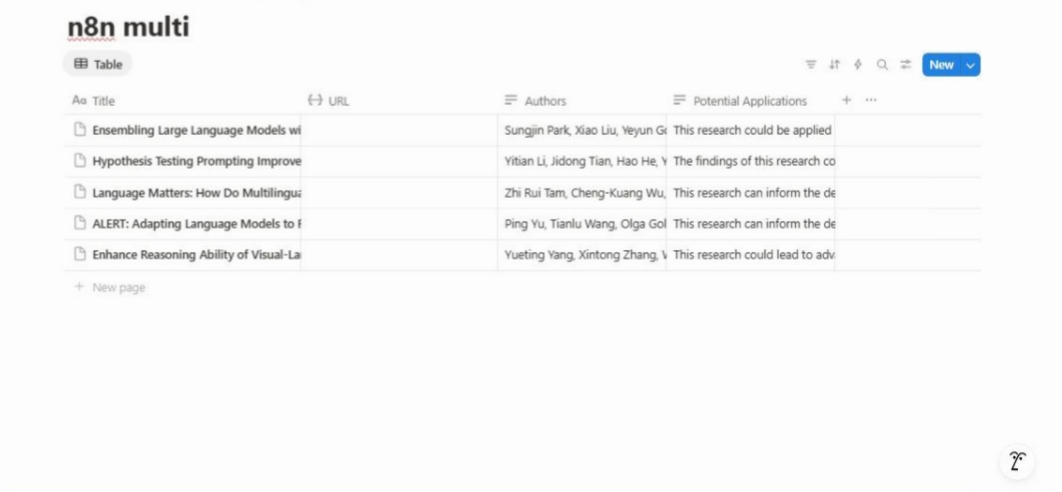 n8n multi
Table
New
Aa Title URL Authors Potential Applications
Ensembling Large Language Models wi Sungjin Park, Xiao Liu, Yeyun Go This research could be applied
Hypothesis Testing Prompting Improve Yitian Li, Jidong Tian, Hao He, Y The findings of this research co
Language Matters: How Do Multilingua Zhi Rui Tam, Cheng-Kuang Wu, This research can inform the de
ALERT: Adapting Language Models to R Ping Yu, Tianlu Wang, Olga Gol This research can inform the de
Enhance Reasoning Ability of Visual-La Yueting Yang, Xintong Zhang, W This research could lead to adv
New page